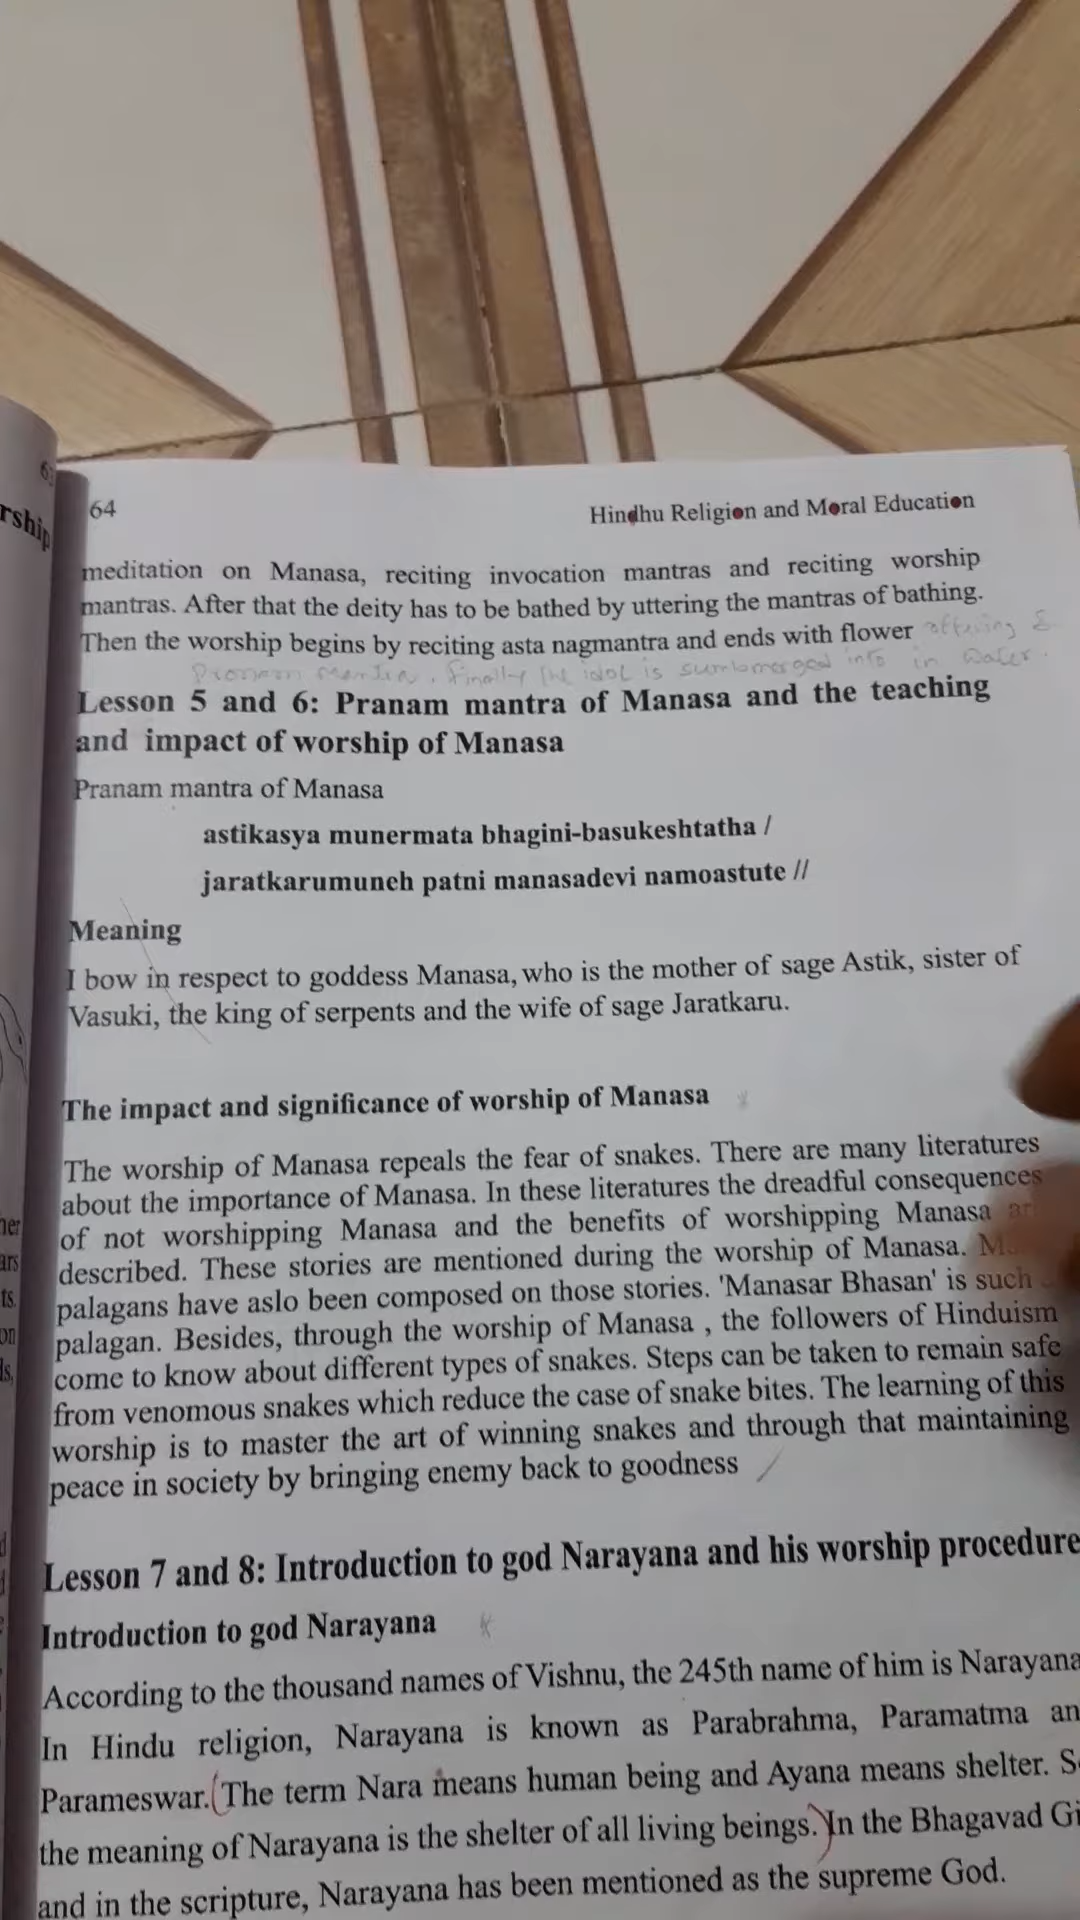 64
Hindhu Religion and Moral Education
meditation on Manasa, reciting invocation mantras and reciting worship
mantras. After that the deity has to be bathed by uttering the mantras of bathing.
Then the worship begins by reciting asta nagmantra and ends with flower offering &
finally the idol is sumbmerged into in water.
Lesson 5 and 6: Pranam mantra of Manasa and the teaching
and impact of worship of Manasa
Pranam mantra of Manasa
astikasya munermata bhagini-basukeshtatha /
jaratkarumuneh patni manasadevi namoastute //
Meaning
I bow in respect to goddess Manasa, who is the mother of sage Astik, sister of
Vasuki, the king of serpents and the wife of sage Jaratkaru.
The impact and significance of worship of Manasa
The worship of Manasa repeals the fear of snakes. There are many literatures
about the importance of Manasa. In these literatures the dreadful consequences
of not worshipping Manasa and the benefits of worshipping Manasa
described. These stories are mentioned during the worship of Manasa.
palagans have aslo been composed on those stories. 'Manasar Bhasan' is such
palagan. Besides, through the worship of Manasa , the followers of Hinduism
come to know about different types of snakes. Steps can be taken to remain safe
from venomous snakes which reduce the case of snake bites. The learning of this
worship is to master the art of winning snakes and through that maintaining
peace in society by bringing enemy back to goodness
Lesson 7 and 8: Introduction to god Narayana and his worship procedure
Introduction to god Narayana
According to the thousand names of Vishnu, the 245th name of him is Narayana
In Hindu religion, Narayana is known as Parabrahma, Paramatma an
Parameswar. (The term Nara means human being and Ayana means shelter. S
the meaning of Narayana is the shelter of all living beings.) In the Bhagavad Gi
and in the scripture, Narayana has been mentioned as the supreme God.